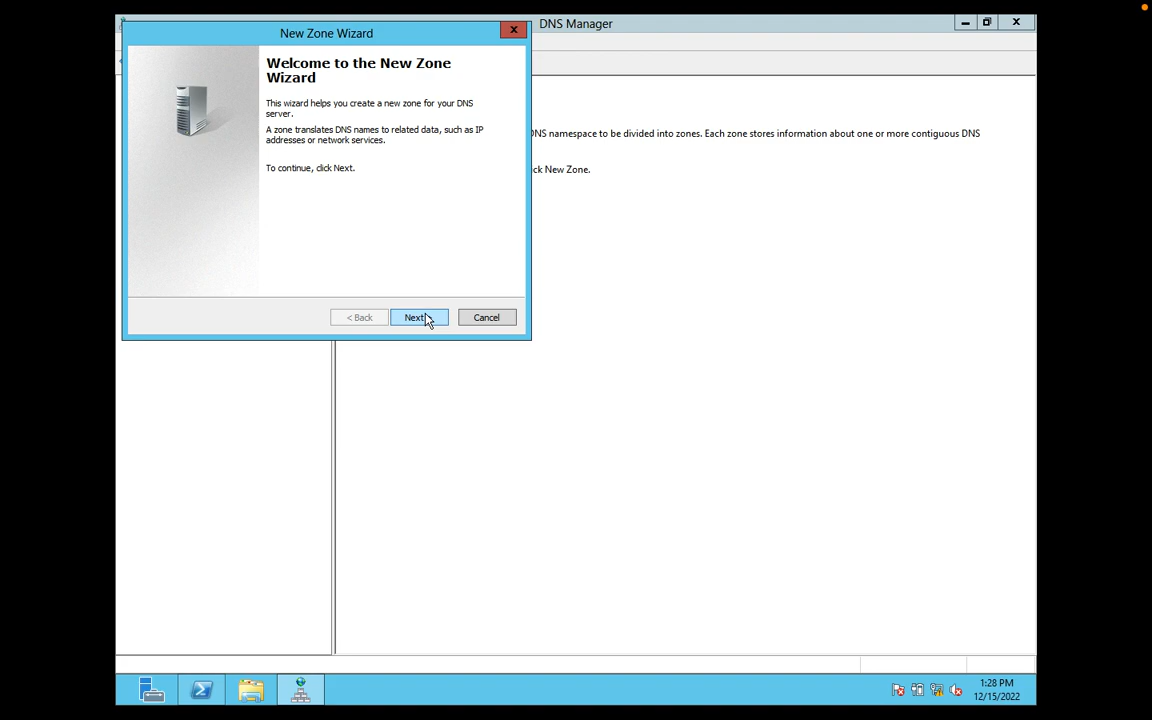 DNS Manager
New Zone Wizard
Welcome to the New Zone
Wizard
This wizard helps you create a new zone for your DNS
server.
A zone translates DNS names to related data, such as IP
addresses or network services.
To continue, click Next.
DNS namespace to be divided into zones. Each zone stores information about one or more contiguous DNS
ck New Zone.
< Back
Next
Cancel
1:28 PM
12/15/2022